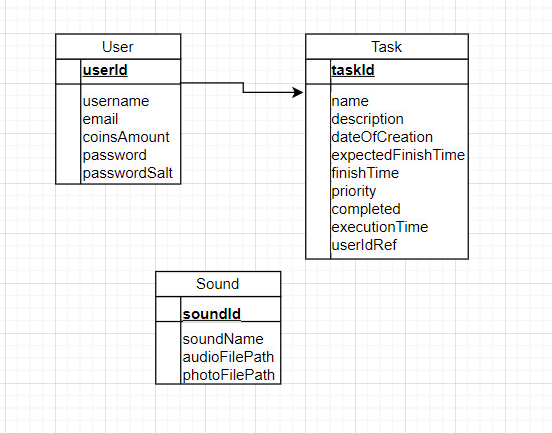 User
userId
username
email
coinsAmount
password
passwordSalt
Task
taskId
name
description
dateOfCreation
expectedFinishTime
finishTime
priority
completed
executionTime
userIdRef
Sound
soundId
soundName
audioFilePath
photoFilePath